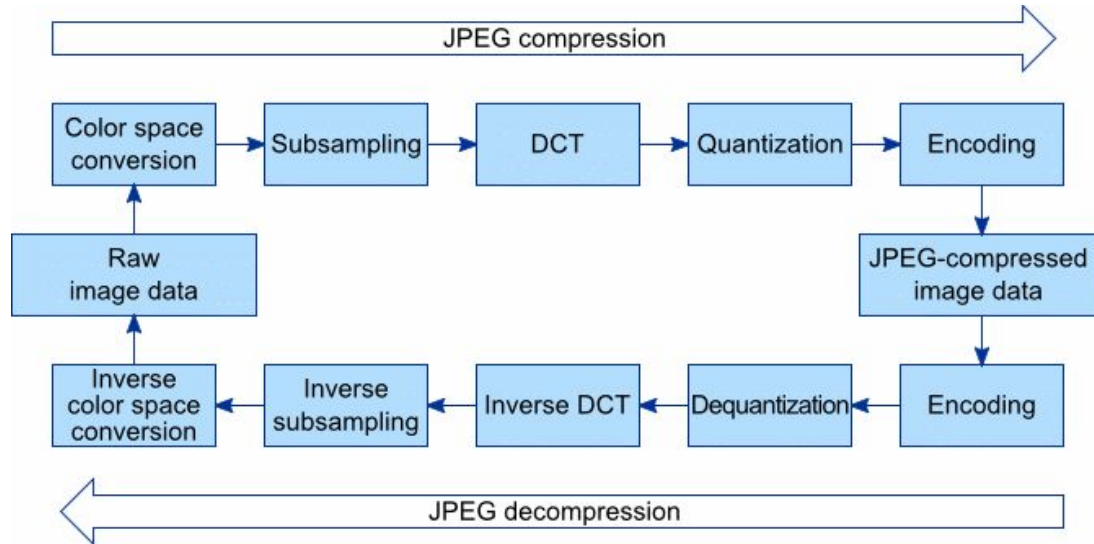 JPEG compression
Color space
conversion
Subsampling
DCT
Quantization
Encoding
Raw
image data
JPEG-compressed
image data
Inverse
color space
conversion
Inverse
subsampling
Inverse DCT
Dequantization
Encoding
JPEG decompression